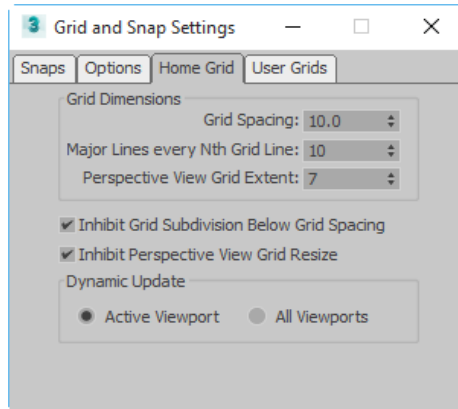 3 Grid and Snap Settings
Snaps Options Home Grid User Grids
Grid Dimensions
Grid Spacing: 10.0
Major Lines every Nth Grid Line: 10
Perspective View Grid Extent: 7
Inhibit Grid Subdivision Below Grid Spacing
Inhibit Perspective View Grid Resize
Dynamic Update
Active Viewport All Viewports